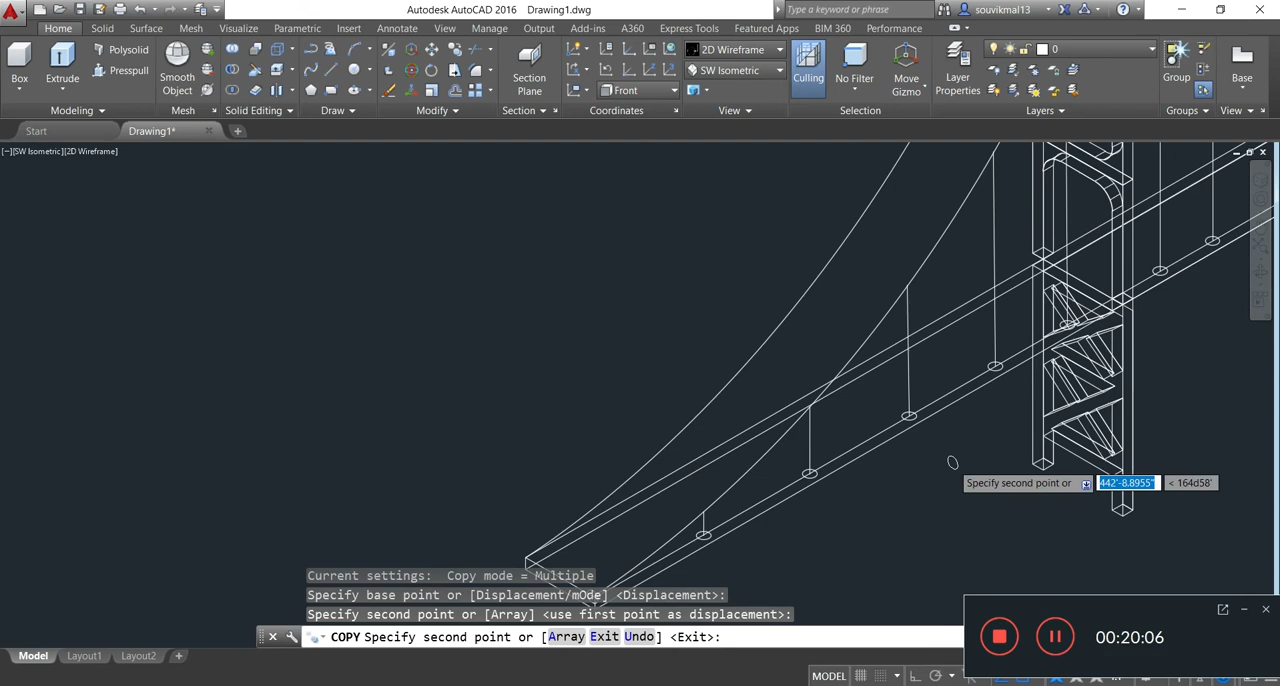 Autodesk AutoCAD 2016 Drawing1.dwg
Type a keyword or phrase
souvikmal13
Home Solid Surface Mesh Visualize Parametric Insert Annotate View Manage Output Add-ins A360 Express Tools Featured Apps BIM 360 Performance
Box
Extrude
Polysolid
Presspull
Smooth
Object
Section
Plane
2D Wireframe
SW Isometric
Front
Culling
No Filter
Move
Gizmo
Layer
Properties
0
Group
Base
Modeling Mesh Solid Editing Draw Modify Section Coordinates View Selection Layers Groups View
Start Drawing1*
[−][SW Isometric][2D Wireframe]
Specify second point or 442'-8.8955" < 164d58'
Current settings: Copy mode = Multiple
Specify base point or [Displacement/mOde] <Displacement>:
Specify second point or [Array] <use first point as displacement>:
COPY Specify second point or [Array Exit Undo] <Exit>:
00:20:06
Model Layout1 Layout2
MODEL